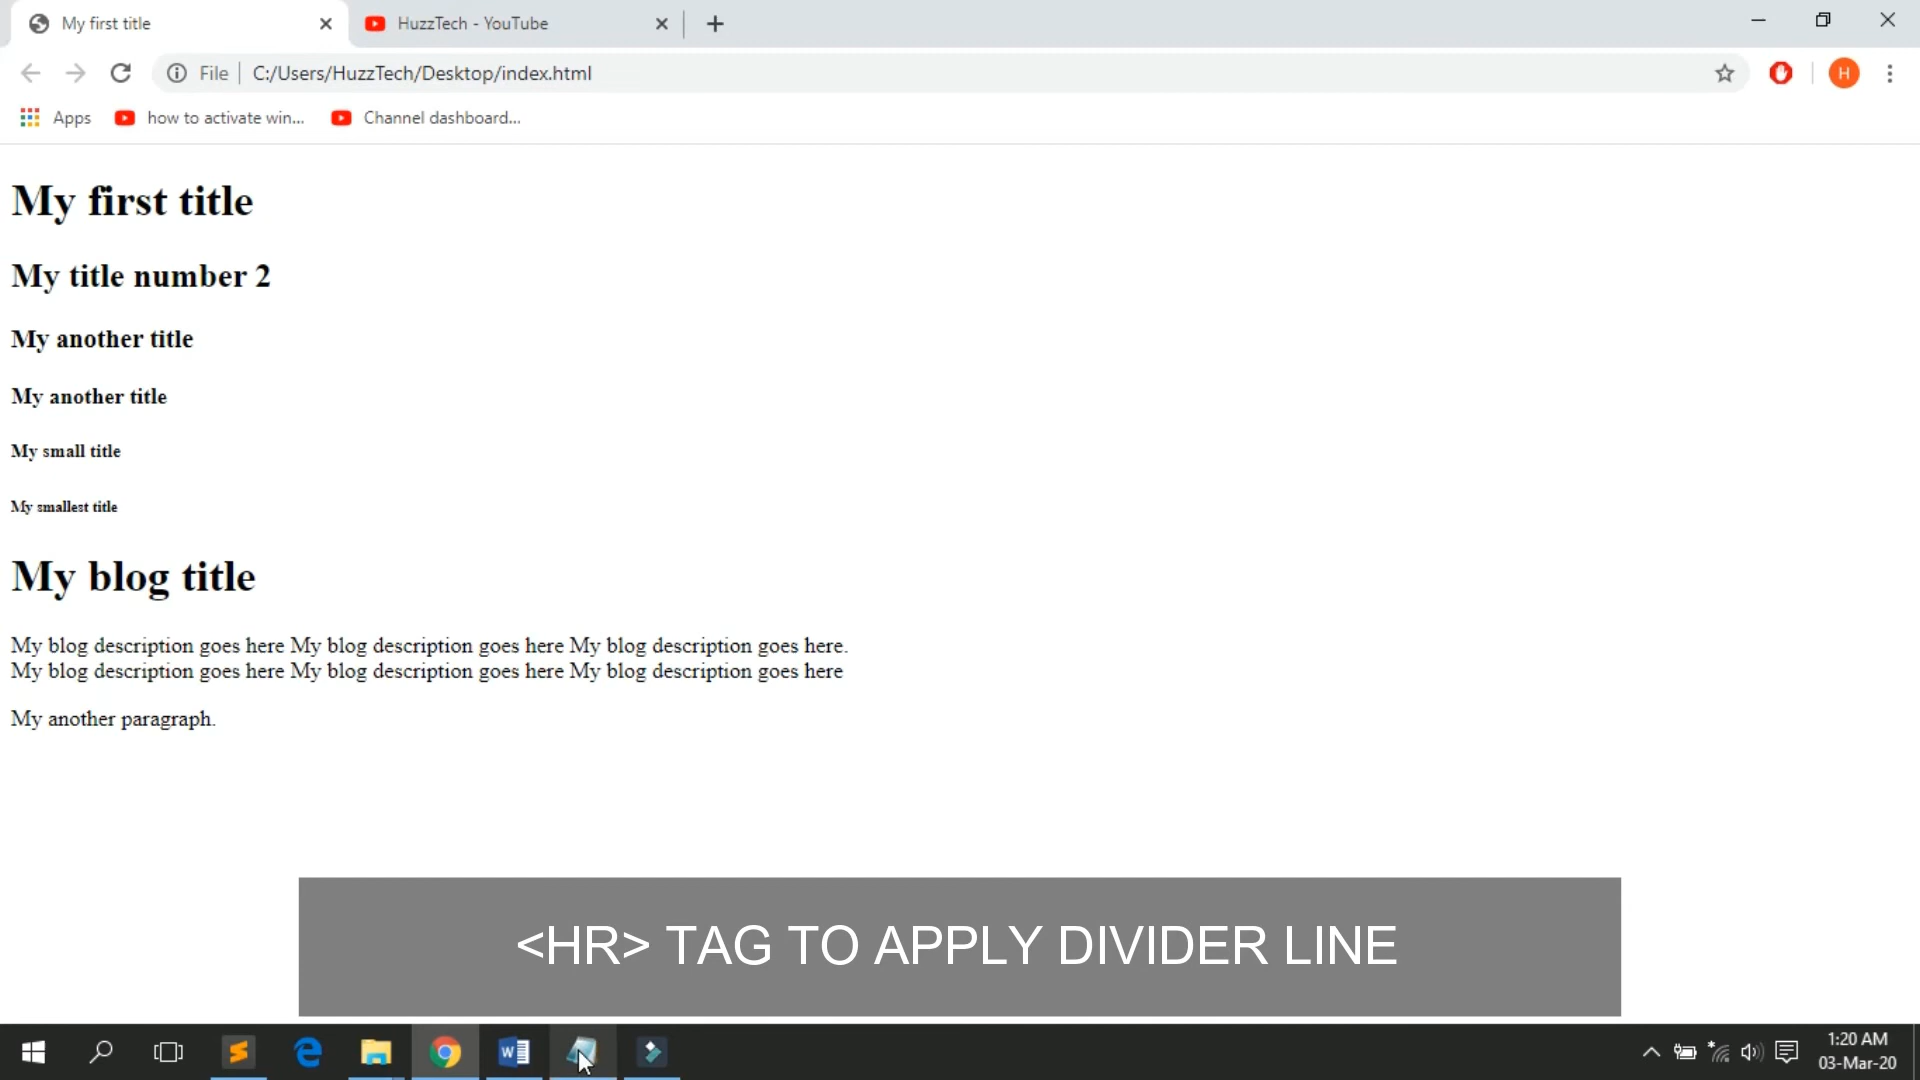 My first title
HuzzTech - YouTube
File
C:/Users/HuzzTech/Desktop/index.html
H
Apps
how to activate win...
Channel dashboard...
My first title
My title number 2
My another title
My another title
My small title
My smallest title
My blog title
My blog description goes here My blog description goes here My blog description goes here.
My blog description goes here My blog description goes here My blog description goes here
My another paragraph.
<HR> TAG TO APPLY DIVIDER LINE
1:20 AM
03-Mar-20